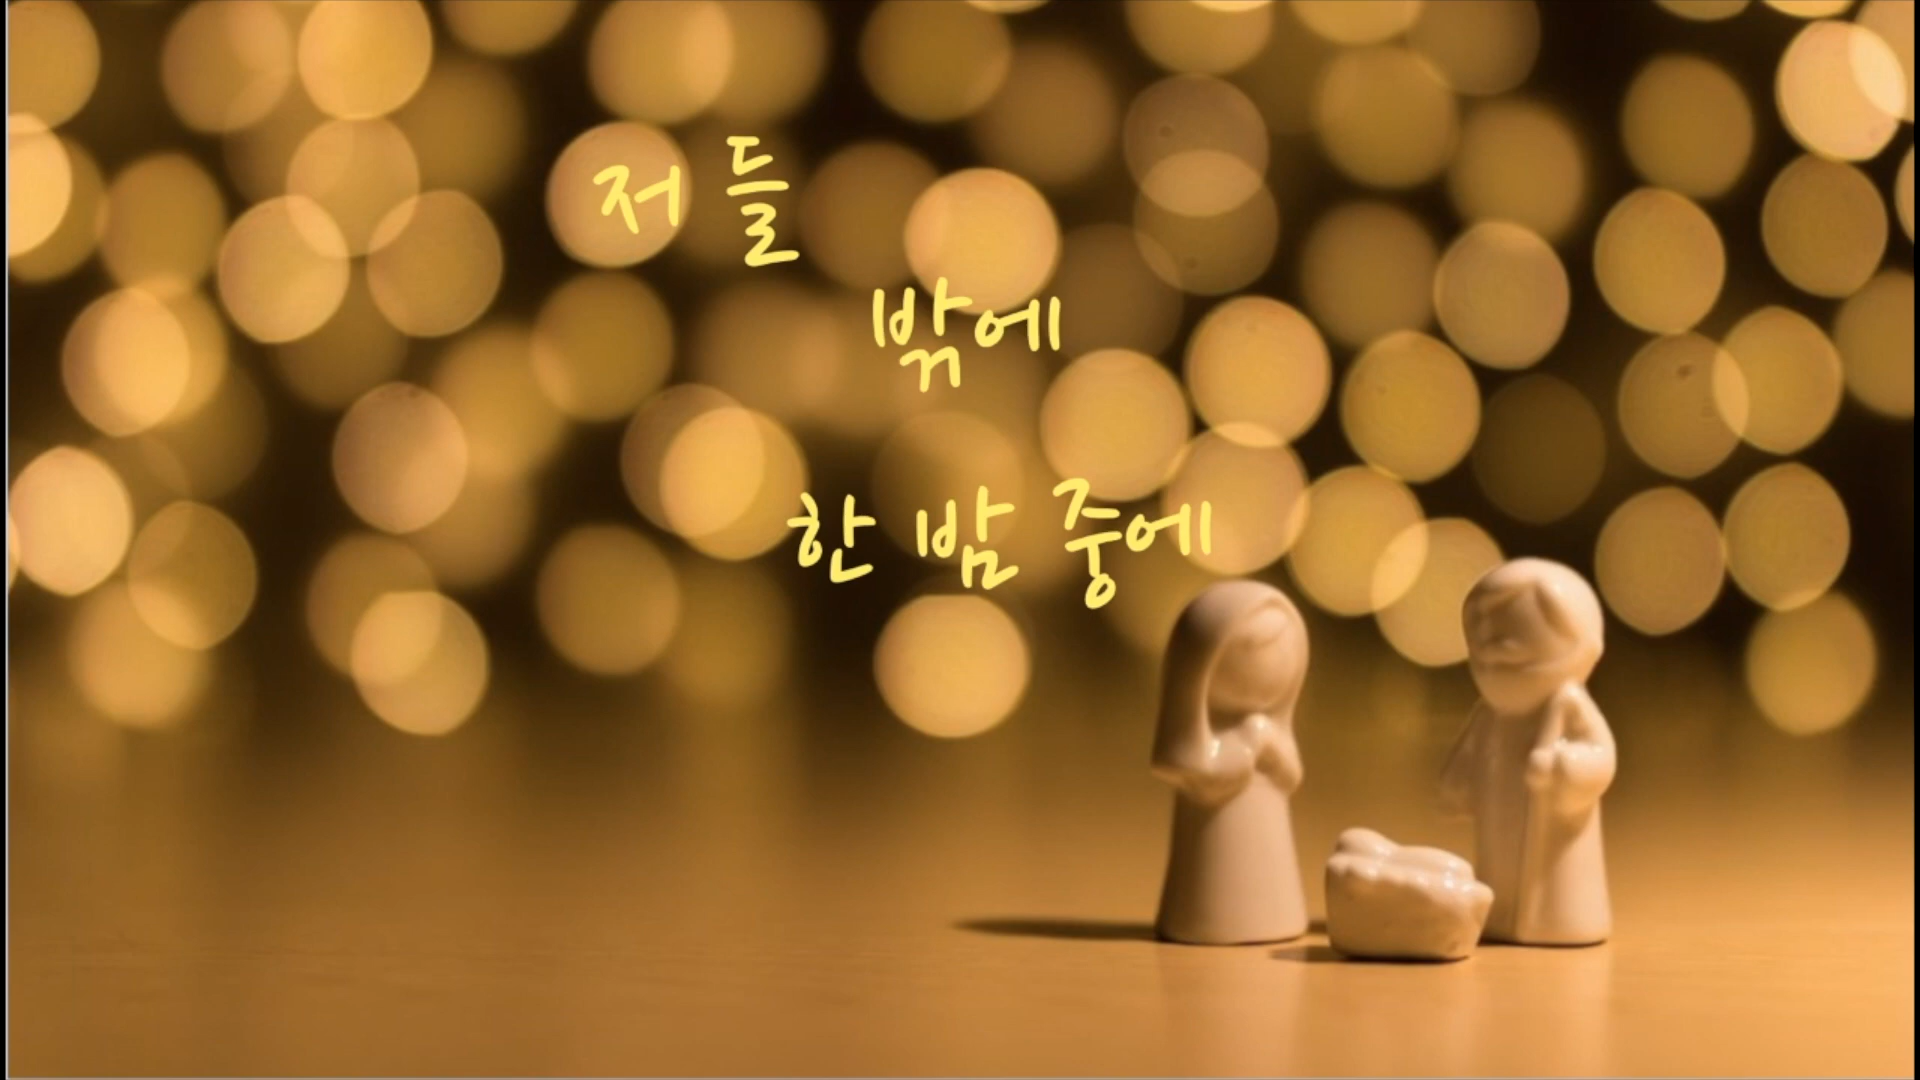 저 들
밖에
한 밤 중에